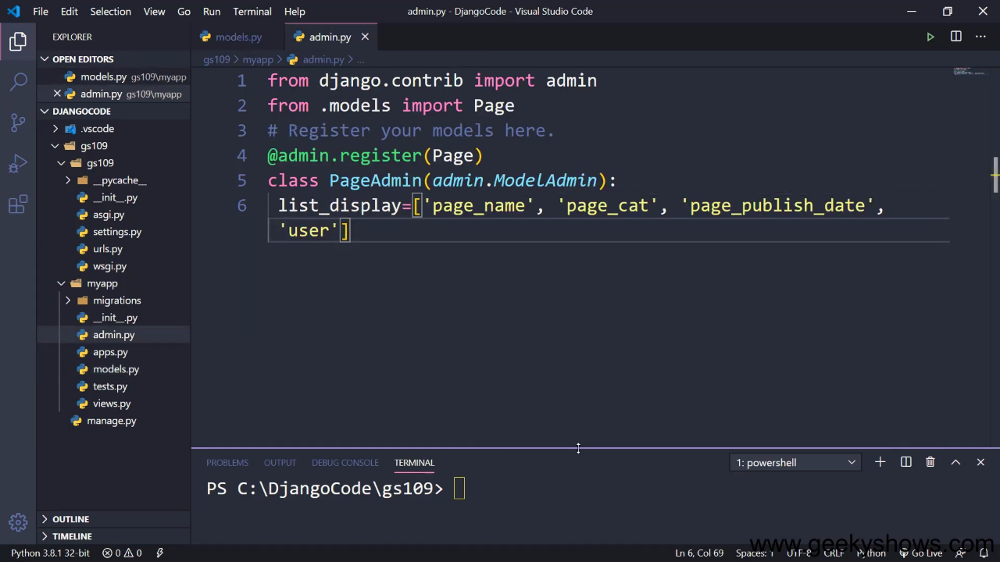 File Edit Selection View Go Run Terminal Help admin.py - DjangoCode - Visual Studio Code
EXPLORER
models.py admin.py
OPEN EDITORS
models.py gs109\myapp
admin.py gs109\myapp
DJANGOCODE
.vscode
gs109
gs109
__pycache__
__init__.py
asgi.py
settings.py
urls.py
wsgi.py
myapp
migrations
__init__.py
admin.py
apps.py
models.py
tests.py
views.py
manage.py
OUTLINE
TIMELINE
gs109 > myapp > admin.py > ...
1 from django.contrib import admin
2 from .models import Page
3 # Register your models here.
4 @admin.register(Page)
5 class PageAdmin(admin.ModelAdmin):
6 list_display=['page_name', 'page_cat', 'page_publish_date',
'user']
PROBLEMS OUTPUT DEBUG CONSOLE TERMINAL 1: powershell
PS C:\DjangoCode\gs109>
www.geekyshows.com
Python 3.8.1 32-bit 0 0 Ln 6, Col 69 Spaces: 1 UTF-8 CRLF Python Go Live